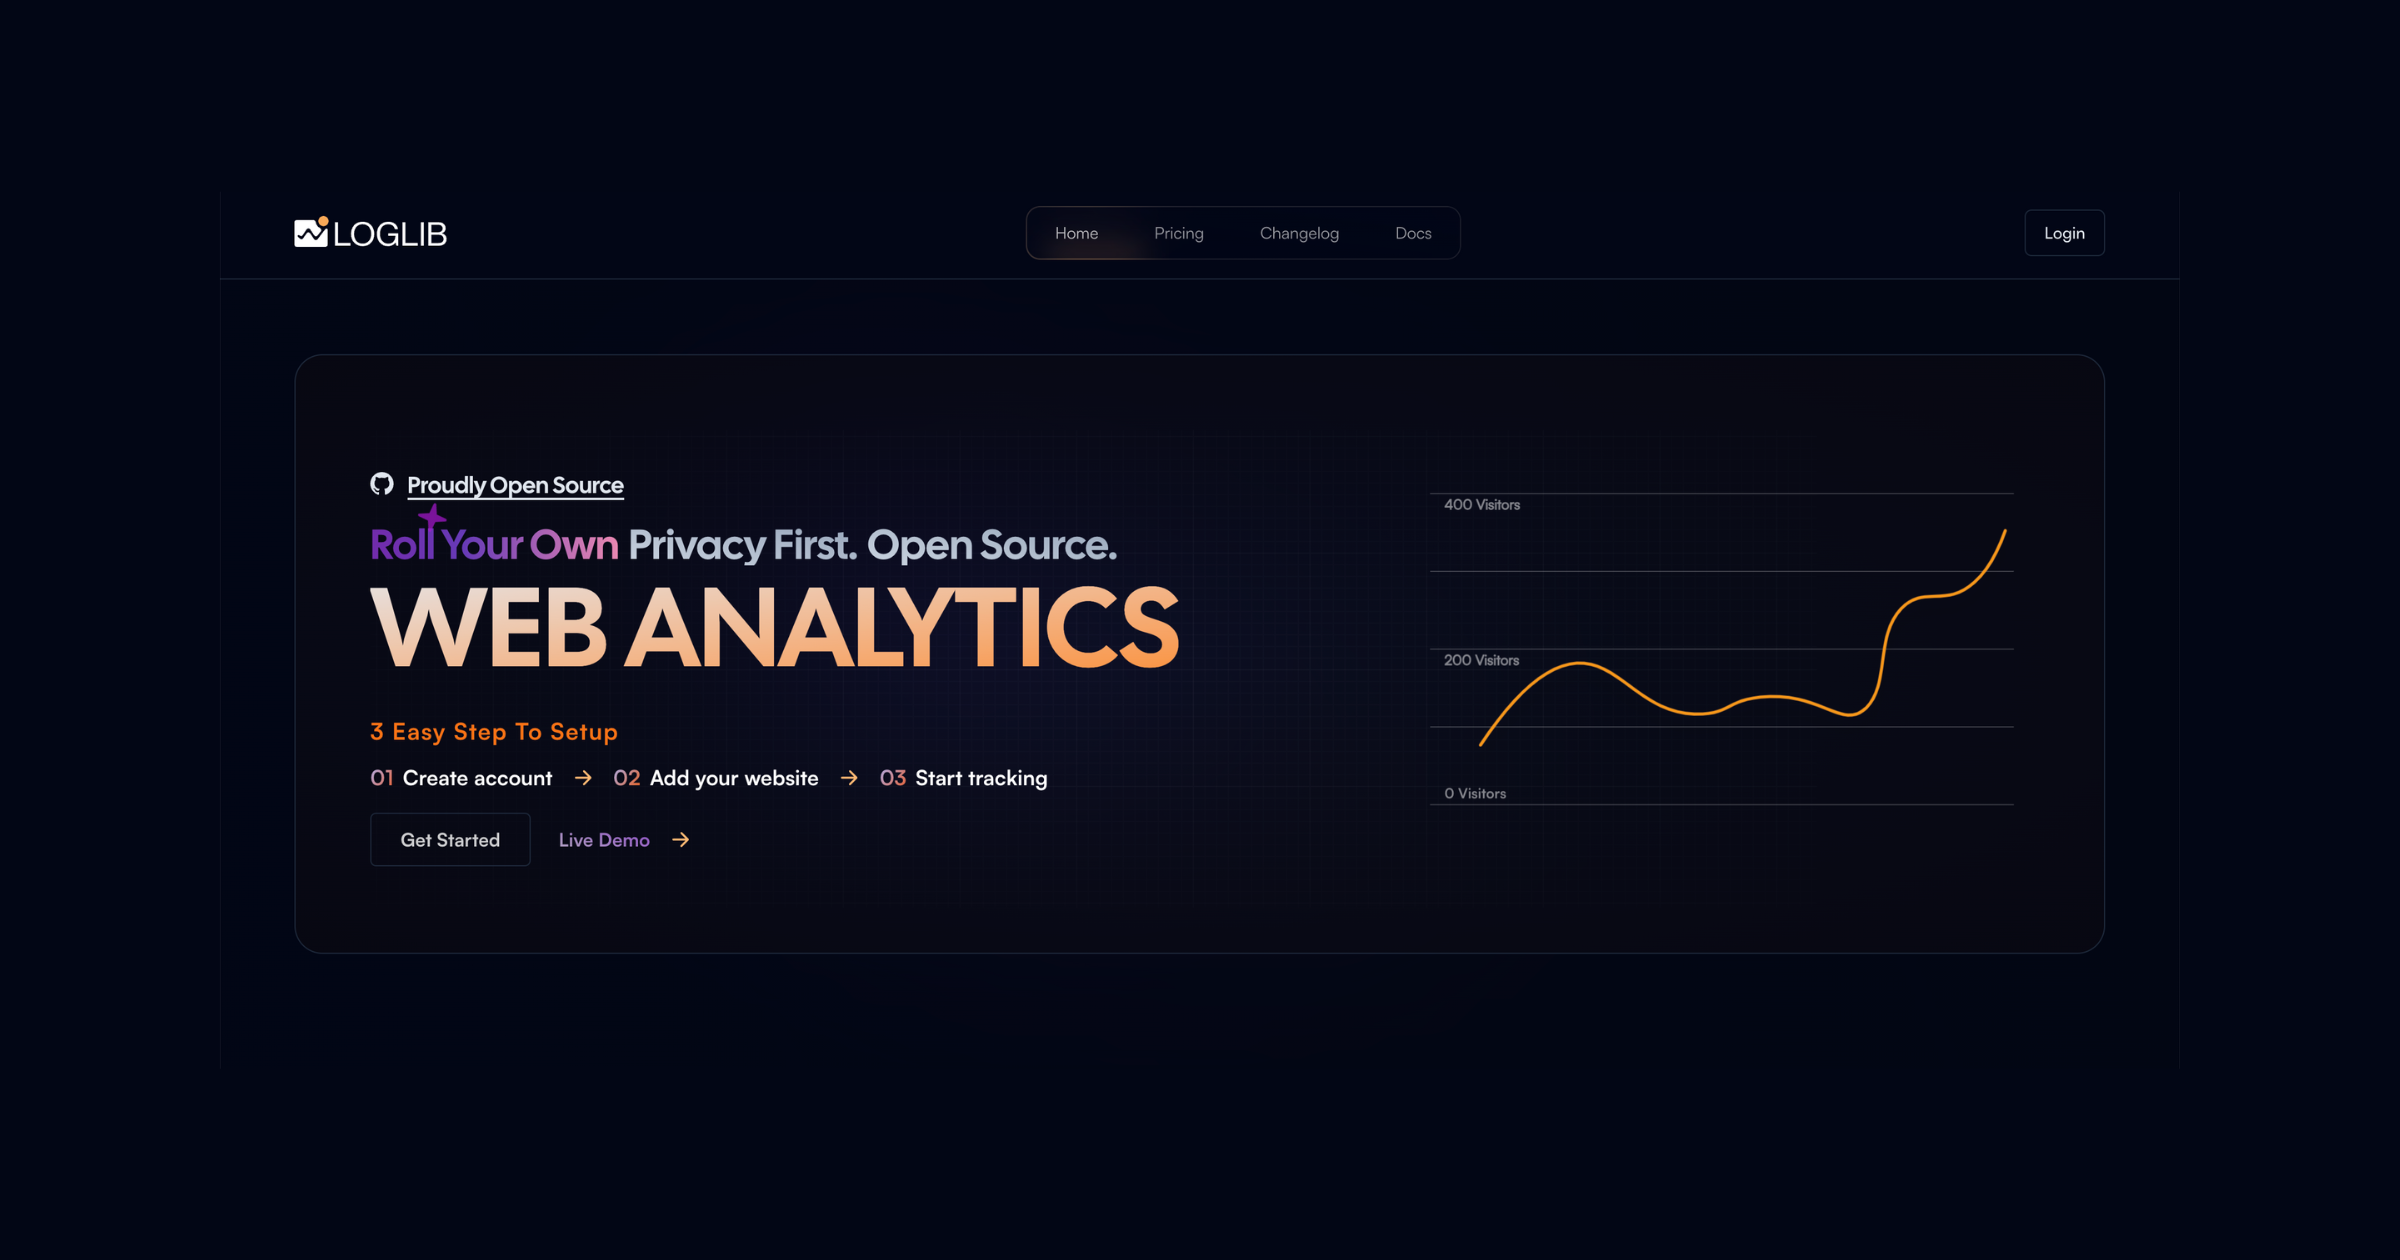 LOGLIB
Home Pricing Changelog Docs
Login
Proudly Open Source
Roll Your Own Privacy First. Open Source.
WEB ANALYTICS
3 Easy Step To Setup
01 Create account → 02 Add your website → 03 Start tracking
Get Started Live Demo →
400 Visitors
200 Visitors
0 Visitors